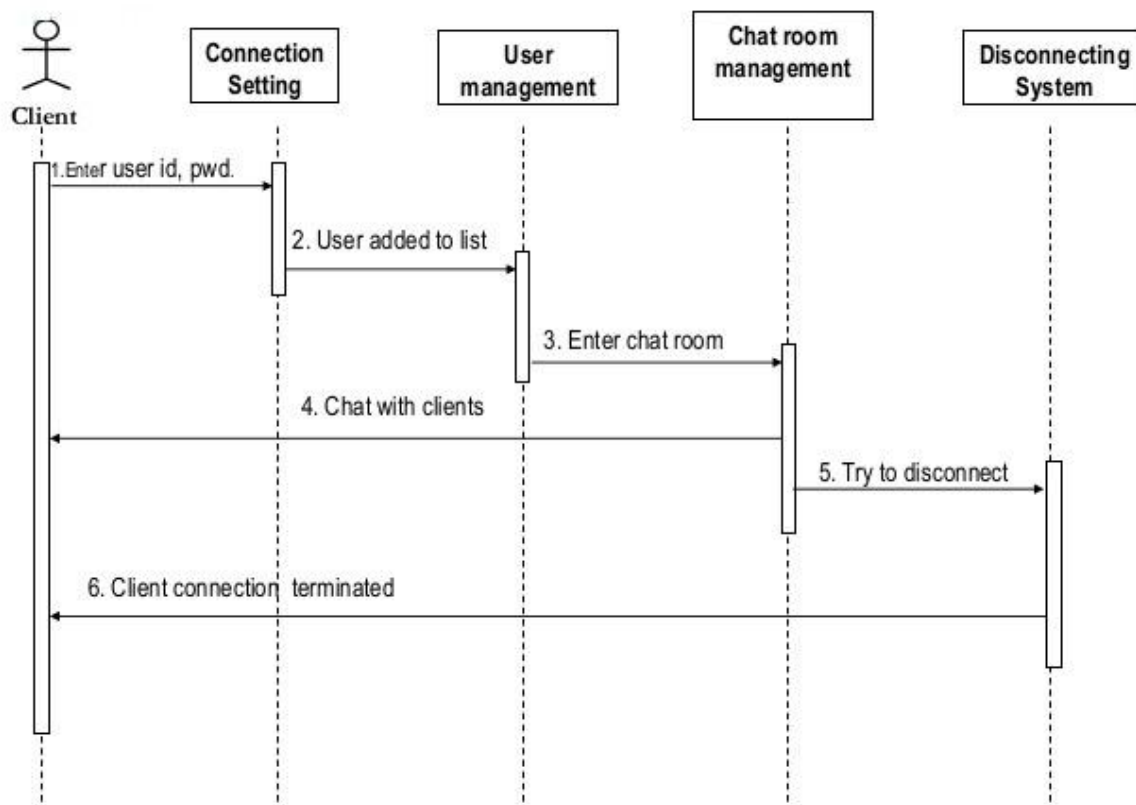 Client
Connection
Setting
User
management
Chat room
management
Disconnecting
System
1.Enter user id, pwd.
2. User added to list
3. Enter chat room
4. Chat with clients
5. Try to disconnect
6. Client connection terminated